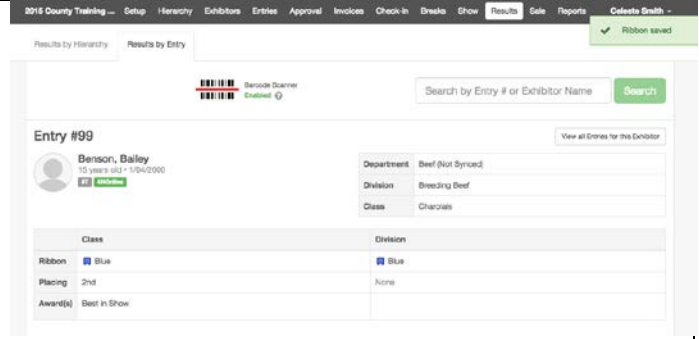 2015 County Training ... Setup Hierarchy Exhibitors Entries Approval Invoices Check-in Breaks Show Results Sale Reports Celeste Smith
Ribbon saved
Results by Hierarchy Results by Entry
Barcode Scanner
Enabled
Search by Entry # or Exhibitor Name Search
Entry #99
View all Entries for this Exhibitor
Benson, Bailey
15 years old • 1/04/2000
#7 4HOnline
Department Beef (Not Synced)
Division Breeding Beef
Class Charolais
Class Division
Ribbon Blue Blue
Placing 2nd None
Award(s) Best in Show